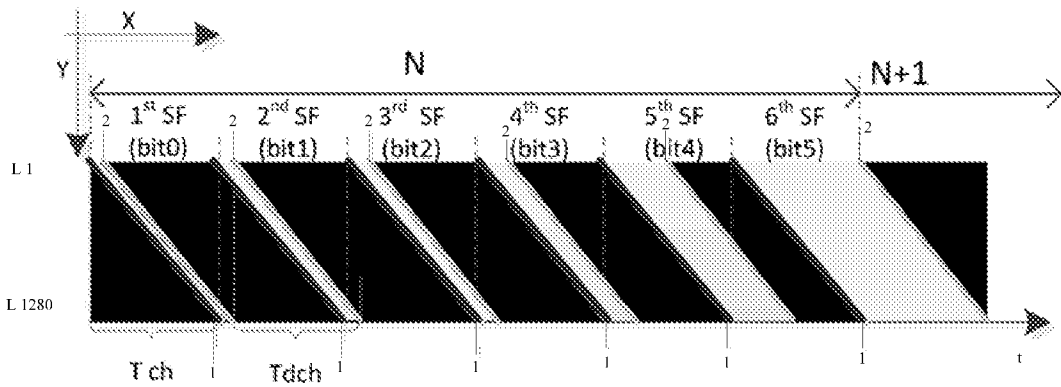 X
Y
N
N+1
1st SF
(bit0)
2nd SF
(bit1)
3rd SF
(bit2)
4th SF
(bit3)
5th SF
(bit4)
6th SF
(bit5)
2 2 2 2 2 2
L 1
L 1280
T ch
Tdch
1 1 1 1 1 1
t